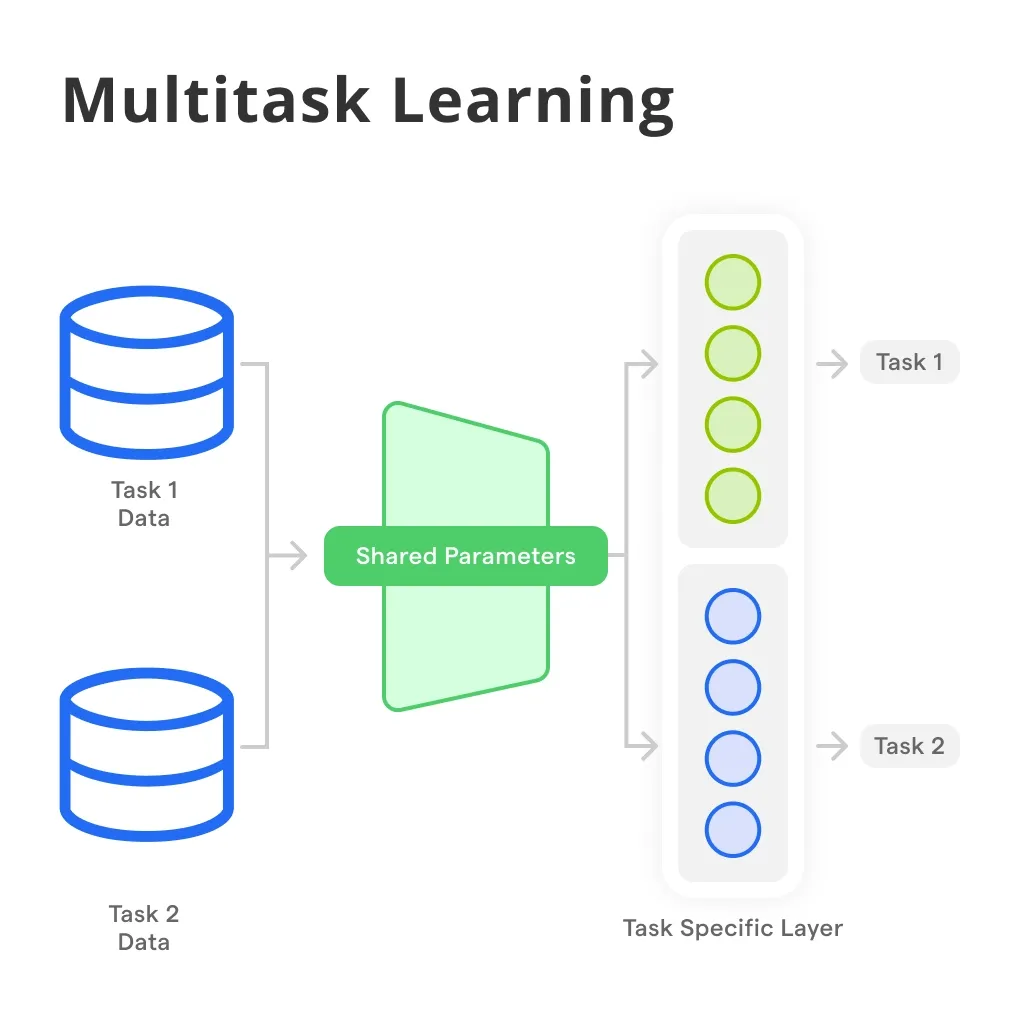 Multitask Learning
Task 1
Data
Shared Parameters
Task 1
Task 2
Data
Task 2
Task Specific Layer